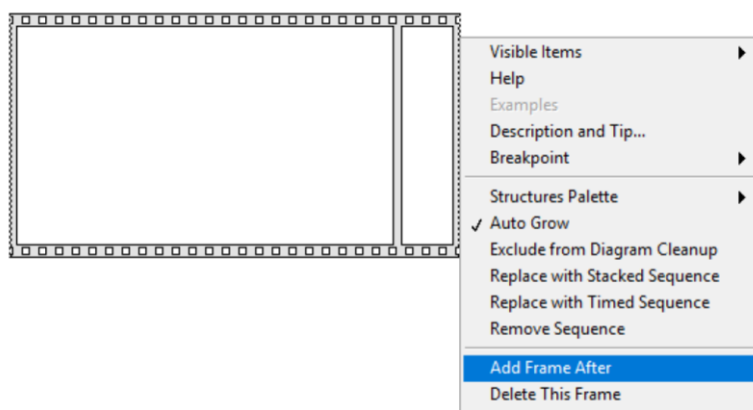 Visible Items
Help
Examples
Description and Tip...
Breakpoint
Structures Palette
Auto Grow
Exclude from Diagram Cleanup
Replace with Stacked Sequence
Replace with Timed Sequence
Remove Sequence
Add Frame After
Delete This Frame